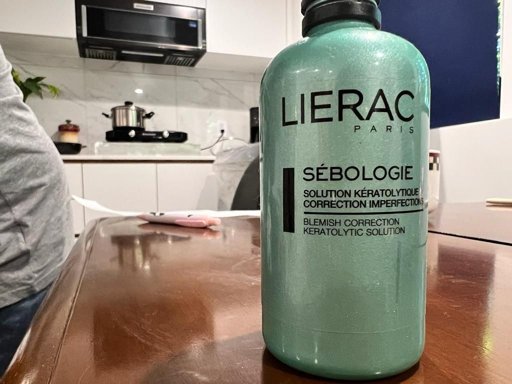 LIERAC
PARIS
SÉBOLOGIE
SOLUTION KÉRATOLYTIQUE
CORRECTION IMPERFECTIONS
BLEMISH CORRECTION
KERATOLYTIC SOLUTION